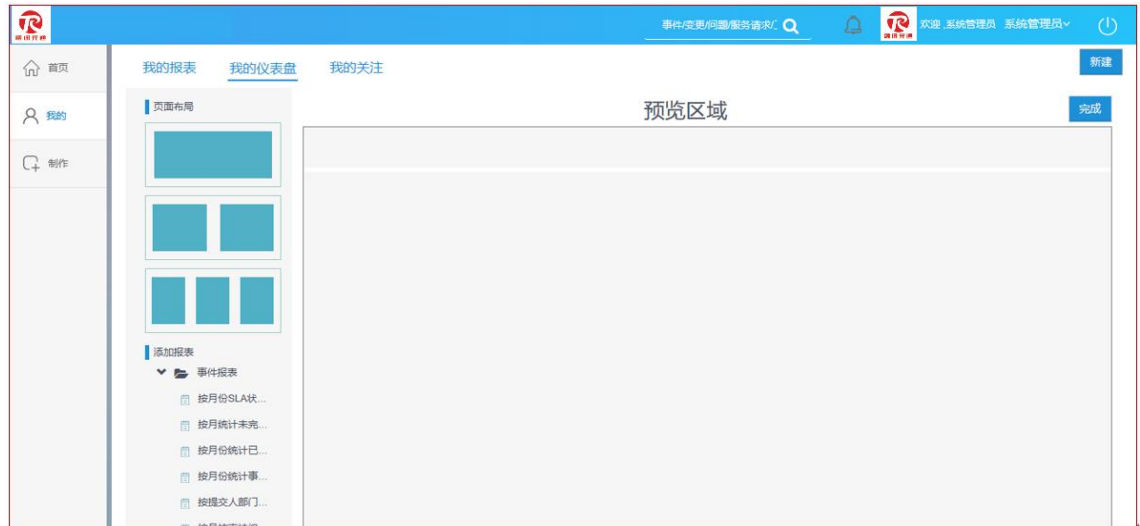 事件/变更/问题/服务请求/
欢迎 ,系统管理员 系统管理员
首页
我的
制作
我的报表 我的仪表盘 我的关注
新建
页面布局
预览区域
完成
添加报表
事件报表
按月份SLA状...
按月统计未完...
按月份统计已...
按月份统计事...
按提交人部门...